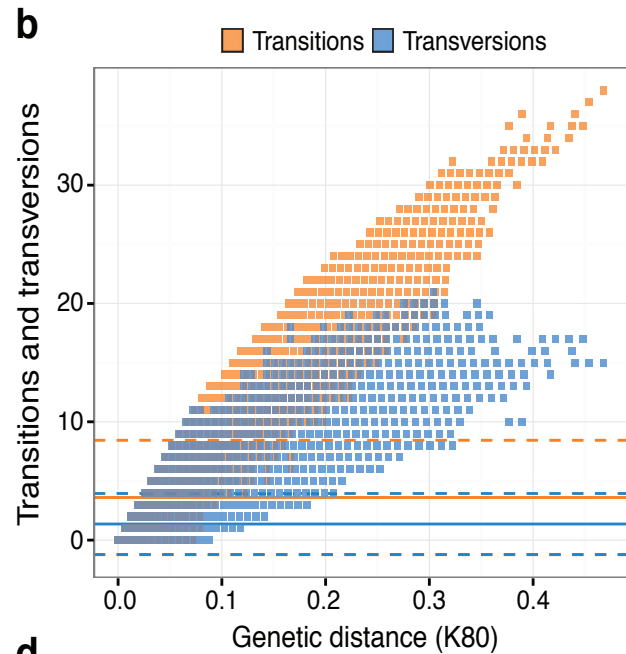 b
Transitions Transversions
Transitions and transversions
30
20
10
0
0.0 0.1 0.2 0.3 0.4
Genetic distance (K80)
d